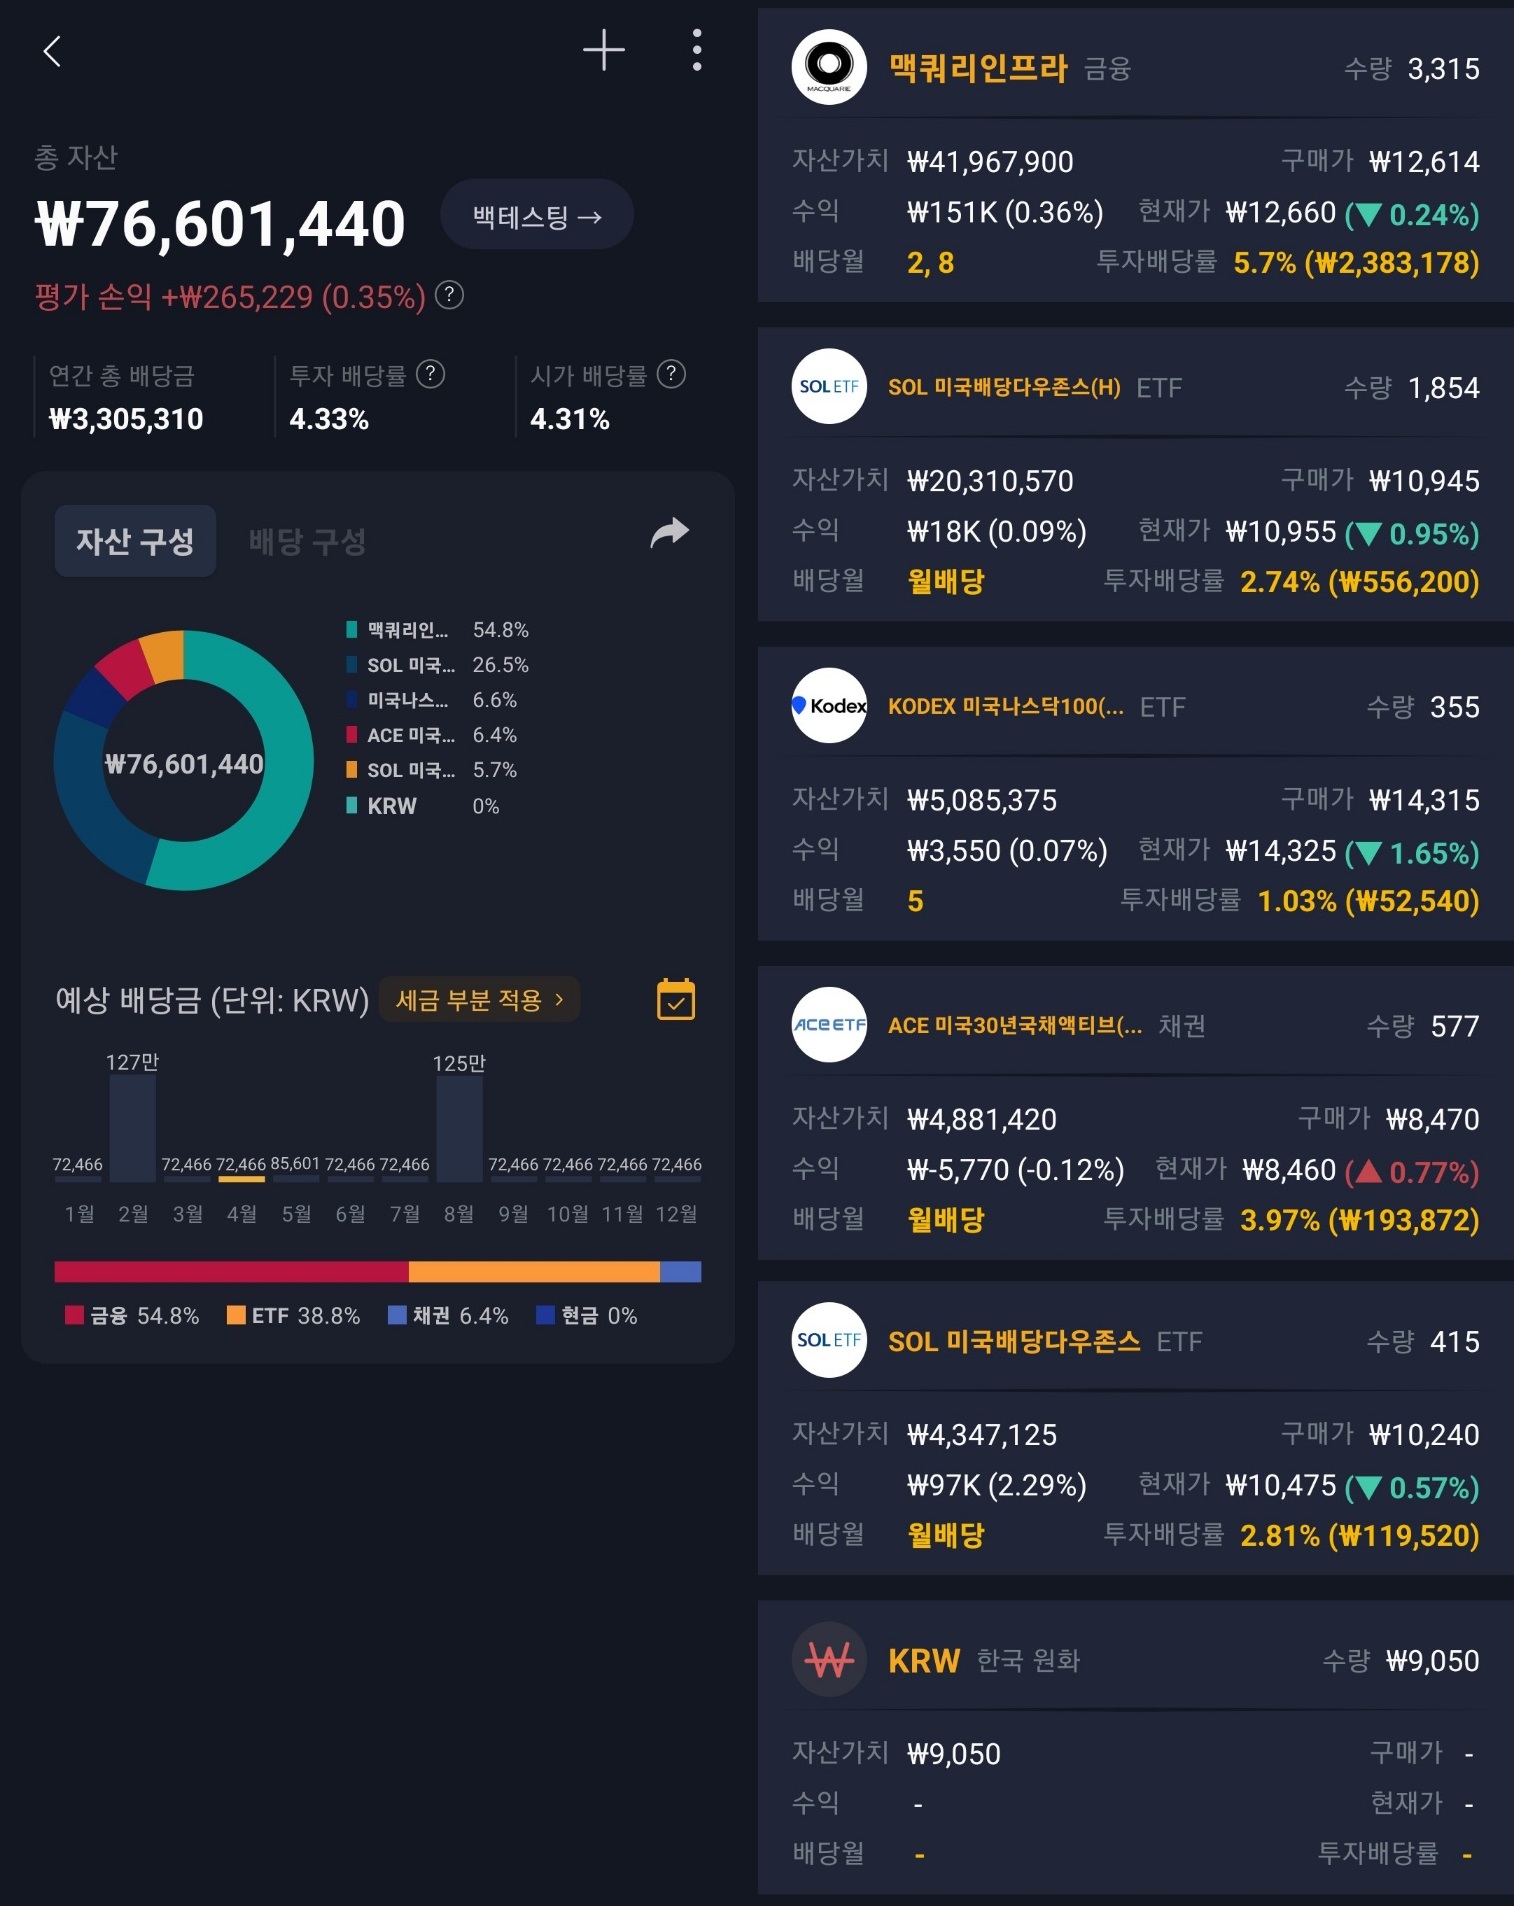 총 자산
₩76,601,440
백테스팅 →
평가 손익 +₩265,229 (0.35%) ?
연간 총 배당금
₩3,305,310
투자 배당률 ?
4.33%
시가 배당률 ?
4.31%
자산 구성 배당 구성
맥쿼리인... 54.8%
SOL 미국... 26.5%
미국나스... 6.6%
ACE 미국... 6.4%
SOL 미국... 5.7%
KRW 0%
₩76,601,440
예상 배당금 (단위: KRW) 세금 부분 적용 >
127만 125만
72,466 72,466 72,466 85,601 72,466 72,466 72,466 72,466 72,466 72,466
1월 2월 3월 4월 5월 6월 7월 8월 9월 10월 11월 12월
금융 54.8% ETF 38.8% 채권 6.4% 현금 0%
MACQUARIE
맥쿼리인프라 금융 수량 3,315
자산가치 ₩41,967,900 구매가 ₩12,614
수익 ₩151K (0.36%) 현재가 ₩12,660 (▼ 0.24%)
배당월 2, 8 투자배당률 5.7% (₩2,383,178)
SOL ETF
SOL 미국배당다우존스(H) ETF 수량 1,854
자산가치 ₩20,310,570 구매가 ₩10,945
수익 ₩18K (0.09%) 현재가 ₩10,955 (▼ 0.95%)
배당월 월배당 투자배당률 2.74% (₩556,200)
Kodex
KODEX 미국나스닥100(... ETF 수량 355
자산가치 ₩5,085,375 구매가 ₩14,315
수익 ₩3,550 (0.07%) 현재가 ₩14,325 (▼ 1.65%)
배당월 5 투자배당률 1.03% (₩52,540)
ACE ETF
ACE 미국30년국채액티브(... 채권 수량 577
자산가치 ₩4,881,420 구매가 ₩8,470
수익 ₩-5,770 (-0.12%) 현재가 ₩8,460 (▲ 0.77%)
배당월 월배당 투자배당률 3.97% (₩193,872)
SOL ETF
SOL 미국배당다우존스 ETF 수량 415
자산가치 ₩4,347,125 구매가 ₩10,240
수익 ₩97K (2.29%) 현재가 ₩10,475 (▼ 0.57%)
배당월 월배당 투자배당률 2.81% (₩119,520)
₩
KRW 한국 원화 수량 ₩9,050
자산가치 ₩9,050 구매가 -
수익 - 현재가 -
배당월 - 투자배당률 -